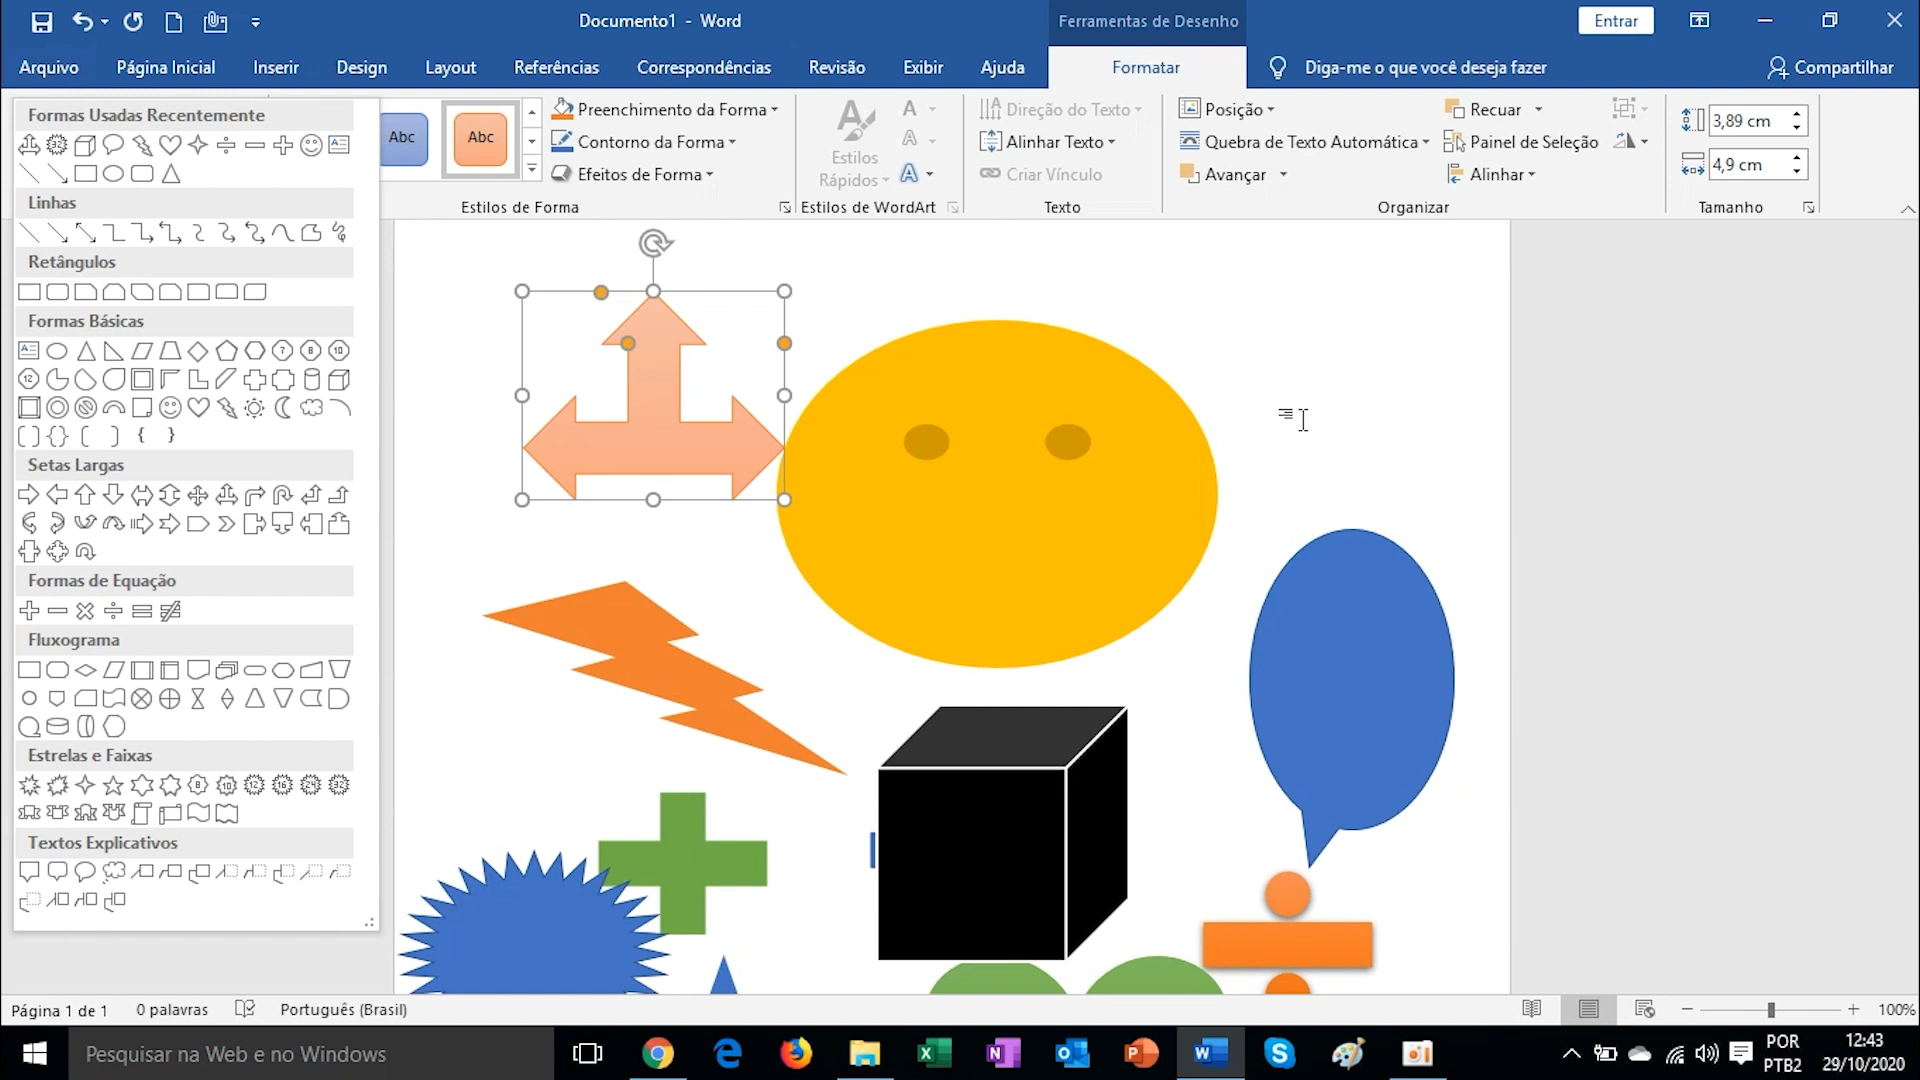 Documento1 - Word
Ferramentas de Desenho
Entrar
Arquivo
Página Inicial
Inserir
Design
Layout
Referências
Correspondências
Revisão
Exibir
Ajuda
Formatar
Diga-me o que você deseja fazer
Compartilhar
Formas Usadas Recentemente
Linhas
Retângulos
Formas Básicas
Setas Largas
Formas de Equação
Fluxograma
Estrelas e Faixas
Textos Explicativos
Abc
Abc
Preenchimento da Forma
Contorno da Forma
Efeitos de Forma
Estilos de Forma
Estilos
Rápidos
Estilos de WordArt
Direção do Texto
Alinhar Texto
Criar Vínculo
Texto
Posição
Quebra de Texto Automática
Avançar
Recuar
Painel de Seleção
Alinhar
Organizar
3,89 cm
4,9 cm
Tamanho
Página 1 de 1
0 palavras
Português (Brasil)
100%
Pesquisar na Web e no Windows
POR
PTB2
12:43
29/10/2020